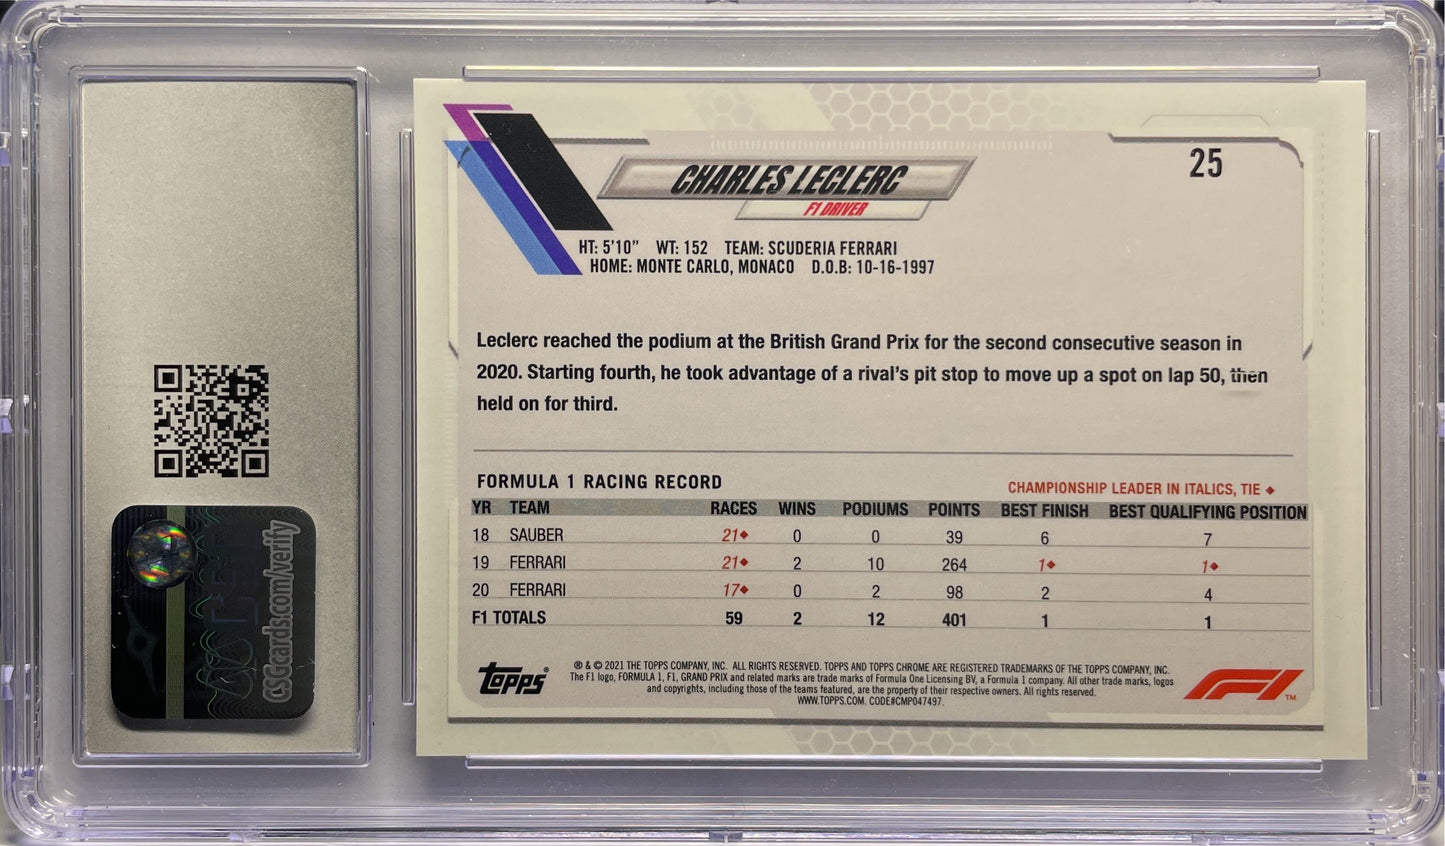 25
CHARLES LECLERC
F1 DRIVER
HT: 5'10" WT: 152 TEAM: SCUDERIA FERRARI
HOME: MONTE CARLO, MONACO D.O.B: 10-16-1997
Leclerc reached the podium at the British Grand Prix for the second consecutive season in
2020. Starting fourth, he took advantage of a rival's pit stop to move up a spot on lap 50, then
held on for third.
FORMULA 1 RACING RECORD
CHAMPIONSHIP LEADER IN ITALICS, TIE ♦
YR TEAM RACES WINS PODIUMS POINTS BEST FINISH BEST QUALIFYING POSITION
18 SAUBER 21♦ 0 0 39 6 7
19 FERRARI 21♦ 2 10 264 1♦ 1♦
20 FERRARI 17♦ 0 2 98 2 4
F1 TOTALS 59 2 12 401 1 1
Topps®
® & © 2021 THE TOPPS COMPANY, INC. ALL RIGHTS RESERVED. TOPPS AND TOPPS CHROME ARE REGISTERED TRADEMARKS OF THE TOPPS COMPANY, INC.
The F1 logo, FORMULA 1, F1, GRAND PRIX and related marks are trade marks of Formula One Licensing BV, a Formula 1 company. All other trade marks, logos
and copyrights, including those of the teams featured, are the property of their respective owners. All rights reserved.
WWW.TOPPS.COM. CODE#CMP047497.
F1 TM
CSGcards.com/verify